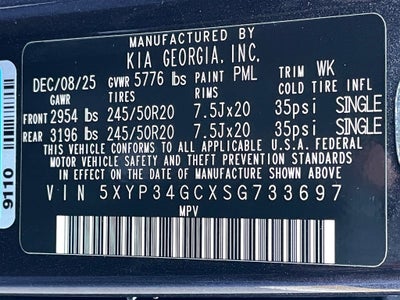 MANUFACTURED BY
KIA GEORGIA, INC.
DEC/08/25 GVWR 5776 lbs PAINT PML TRIM WK
GAWR TIRES RIMS COLD TIRE INFL
FRONT 2954 lbs 245/50R20 7.5Jx20 35psi SINGLE
REAR 3196 lbs 245/50R20 7.5Jx20 35psi SINGLE
THIS VEHICLE CONFORMS TO ALL APPLICABLE U.S.A. FEDERAL
MOTOR VEHICLE SAFETY AND THEFT PREVENTION STANDARDS
IN EFFECT ON THE DATE OF MANUFACTURE SHOWN ABOVE
VIN 5XYP34GCXSG733697
MPV
9110